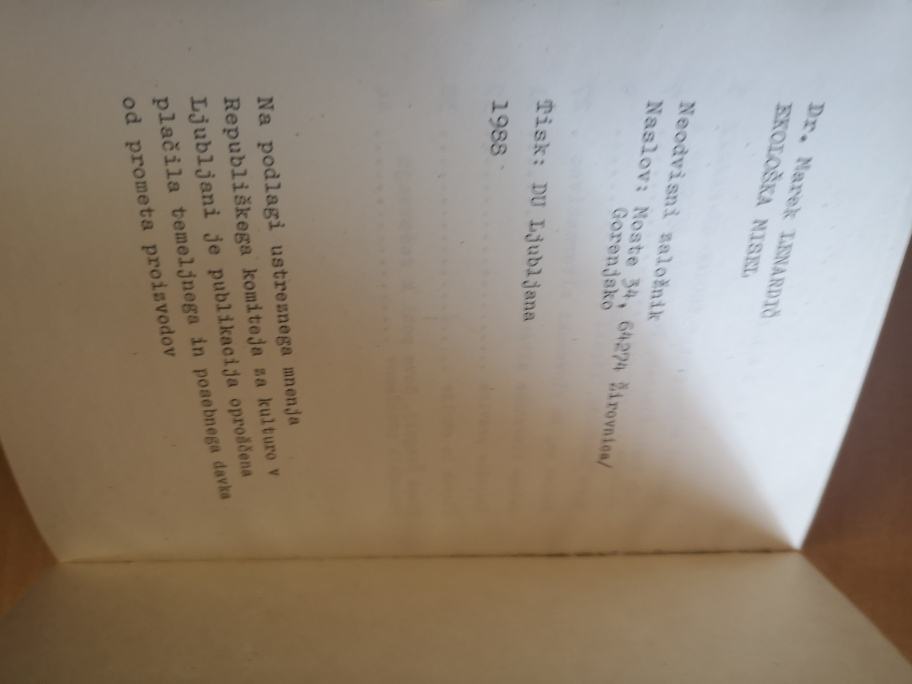 Dr. Marek LENARDIČ
EKOLOŠKA MISEL
Neodvisni založnik
Naslov: Moste 34, 64274 Žirovnica/
Gorenjsko
Tisk: DU Ljubljana
1988
Na podlagi ustreznega mnenja
Republiškega komiteja za kulturo v
Ljubljani je publikacija oproščena
plačila temeljnega in posebnega davka
od prometa proizvodov